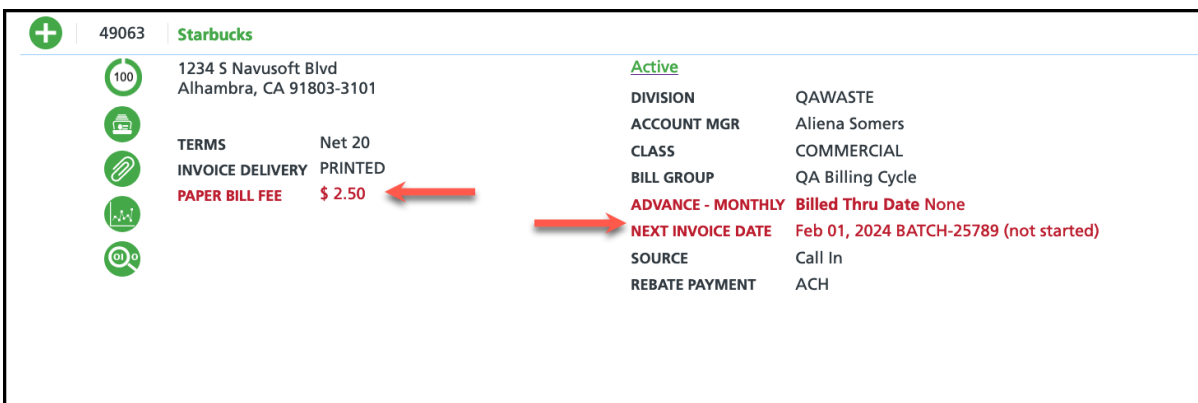 49063 Starbucks
100
1234 S Navusoft Blvd
Alhambra, CA 91803-3101
TERMS Net 20
INVOICE DELIVERY PRINTED
PAPER BILL FEE $ 2.50
Active
DIVISION QAWASTE
ACCOUNT MGR Aliena Somers
CLASS COMMERCIAL
BILL GROUP QA Billing Cycle
ADVANCE - MONTHLY Billed Thru Date None
NEXT INVOICE DATE Feb 01, 2024 BATCH-25789 (not started)
SOURCE Call In
REBATE PAYMENT ACH